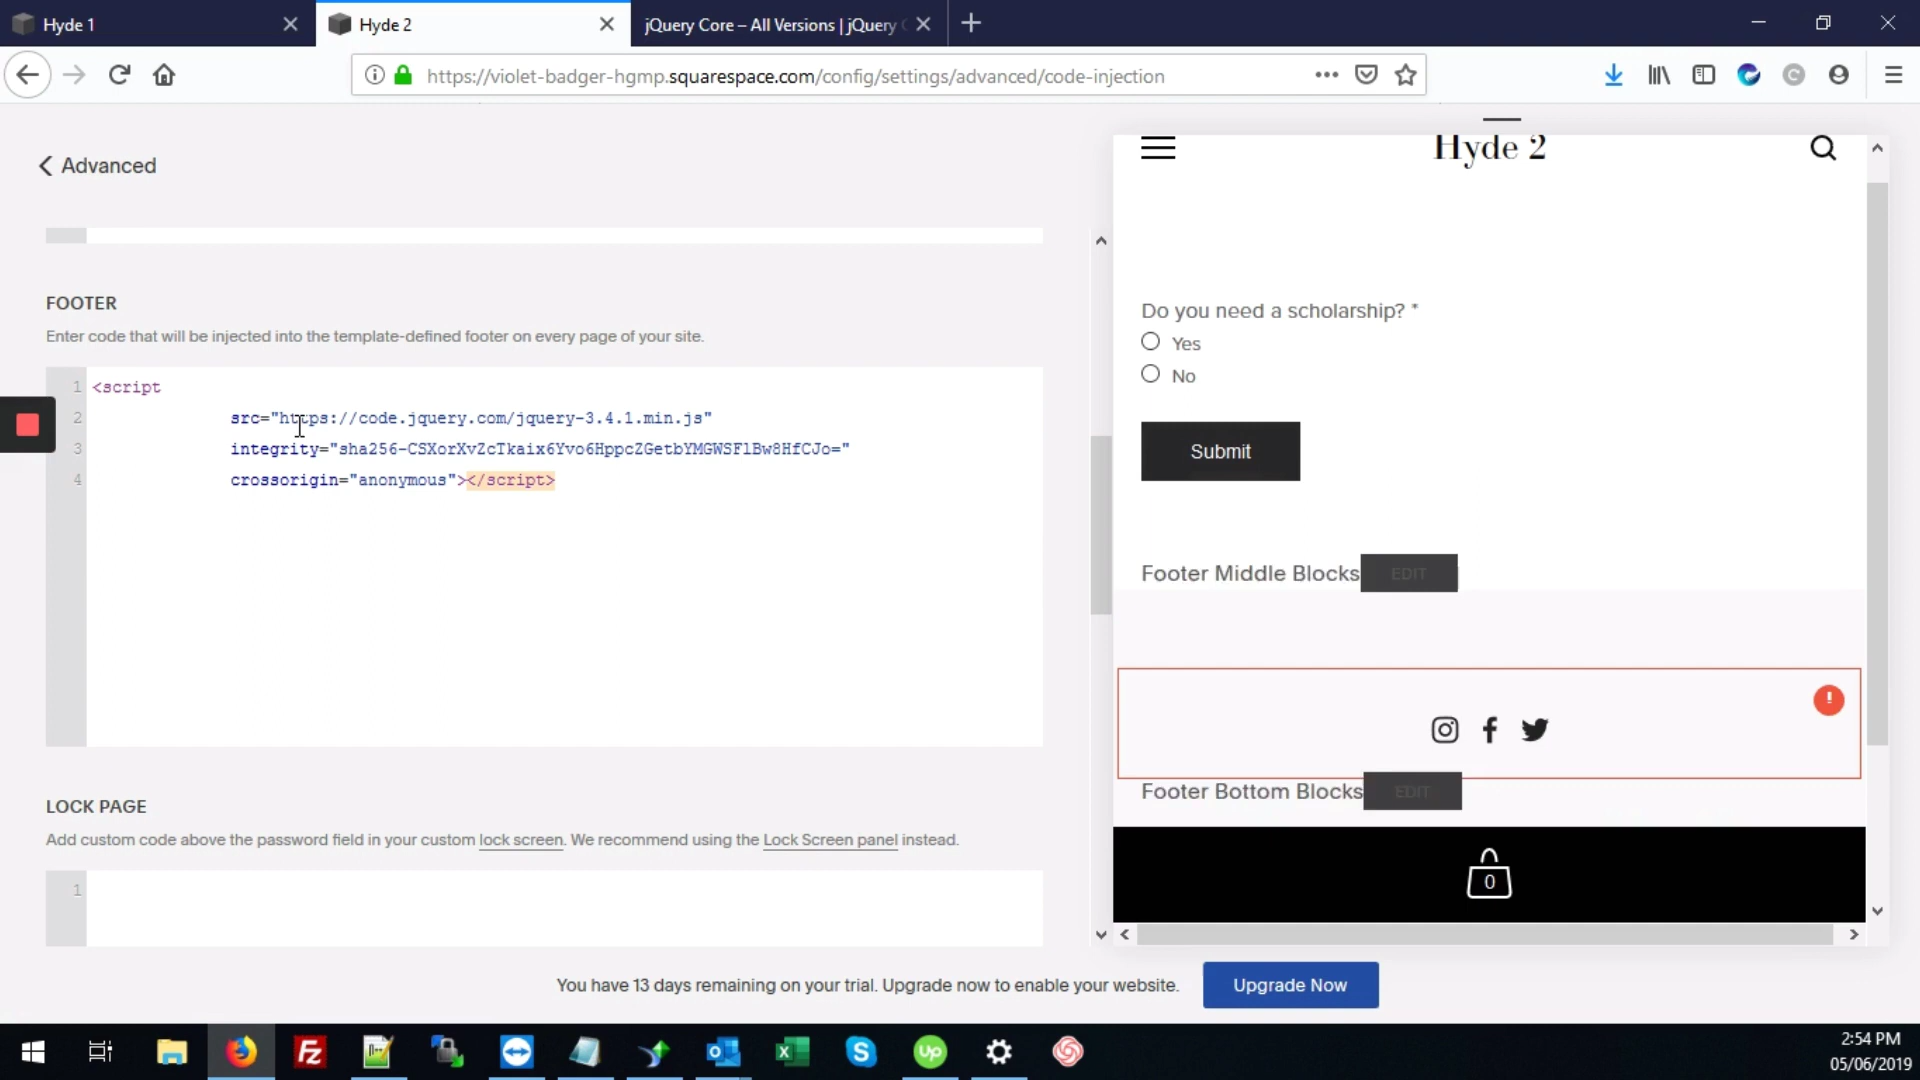 Hyde 1
Hyde 2
jQuery Core – All Versions | jQuery
https://violet-badger-hgmp.squarespace.com/config/settings/advanced/code-injection
Advanced
FOOTER
Enter code that will be injected into the template-defined footer on every page of your site.
1 <script
2 src="https://code.jquery.com/jquery-3.4.1.min.js"
3 integrity="sha256-CSXorXvZcTkaix6Yvo6HppcZGetbYMGWSFlBw8HfCJo="
4 crossorigin="anonymous"></script>
LOCK PAGE
Add custom code above the password field in your custom lock screen. We recommend using the Lock Screen panel instead.
1
Hyde 2
Do you need a scholarship? *
Yes
No
Submit
Footer Middle Blocks EDIT
!
Footer Bottom Blocks EDIT
0
You have 13 days remaining on your trial. Upgrade now to enable your website.
Upgrade Now
2:54 PM
05/06/2019